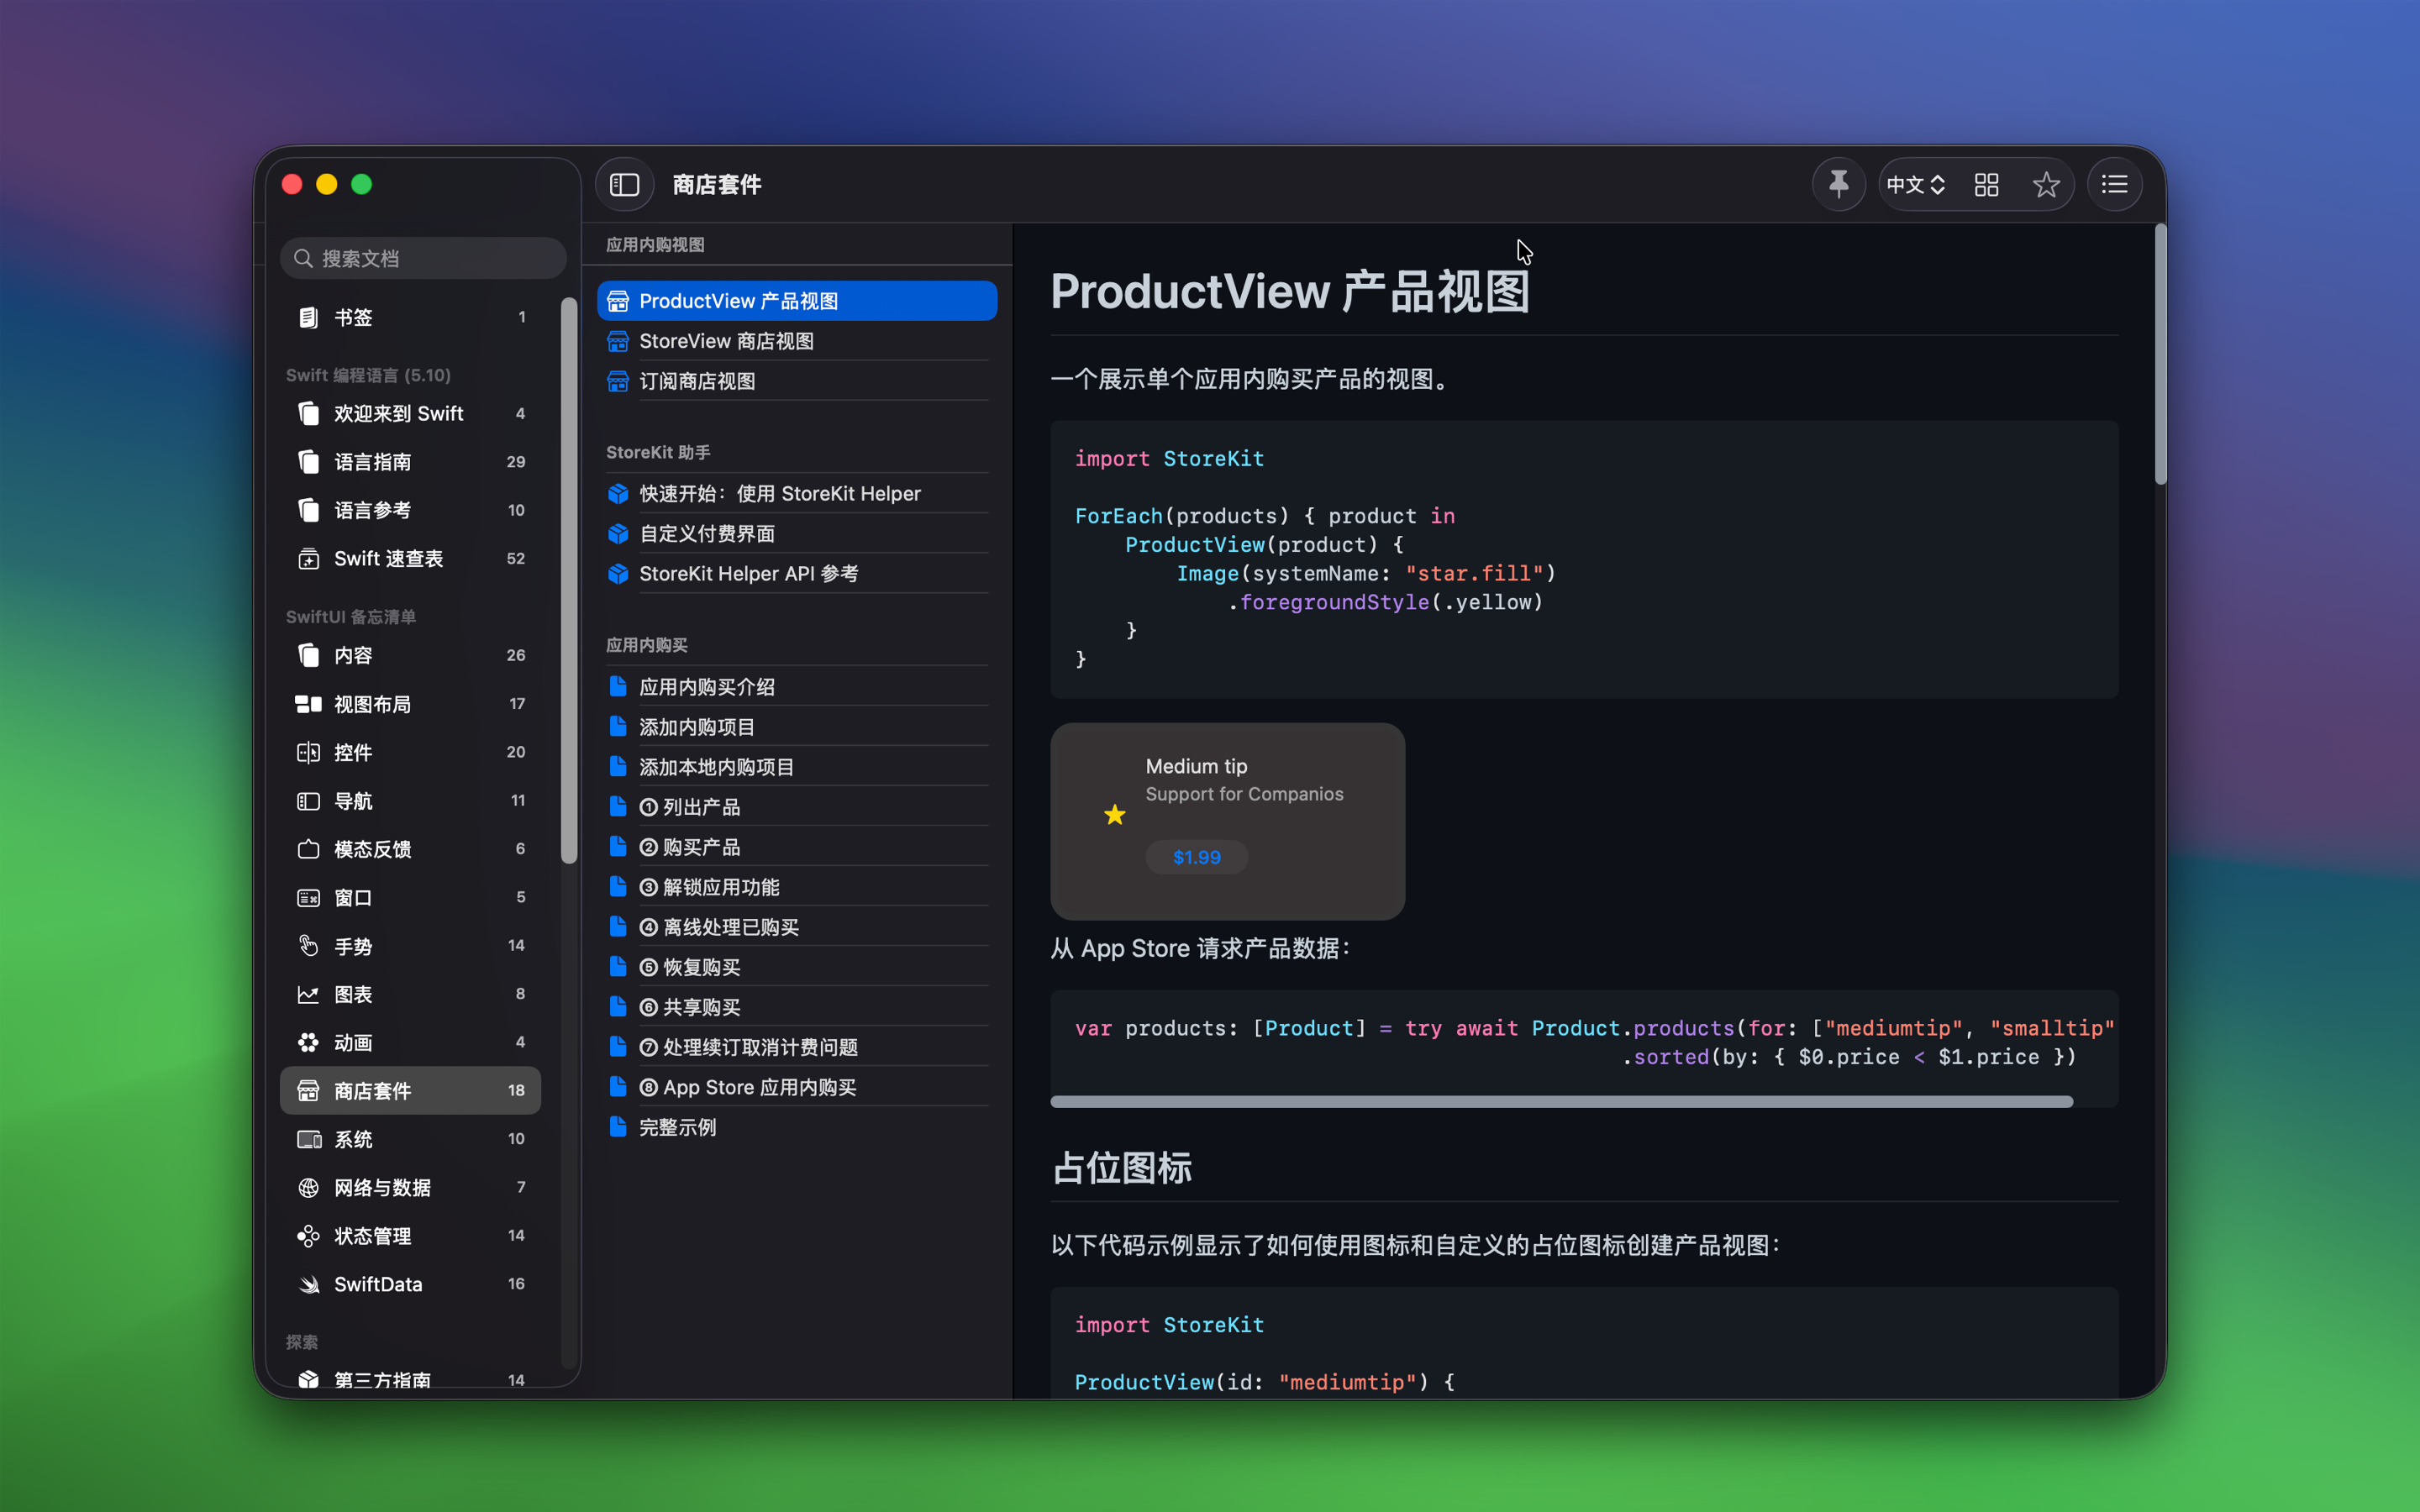 商店套件
中文
搜索文档
书签 1
Swift 编程语言 (5.10)
欢迎来到 Swift 4
语言指南 29
语言参考 10
Swift 速查表 52
SwiftUI 备忘清单
内容 26
视图布局 17
控件 20
导航 11
模态反馈 6
窗口 5
手势 14
图表 8
动画 4
商店套件 18
系统 10
网络与数据 7
状态管理 14
SwiftData 16
探索
第三方指南 14
应用内购视图
ProductView 产品视图
StoreView 商店视图
订阅商店视图
StoreKit 助手
快速开始：使用 StoreKit Helper
自定义付费界面
StoreKit Helper API 参考
应用内购买
应用内购买介绍
添加内购项目
添加本地内购项目
① 列出产品
② 购买产品
③ 解锁应用功能
④ 离线处理已购买
⑤ 恢复购买
⑥ 共享购买
⑦ 处理续订取消计费问题
⑧ App Store 应用内购买
完整示例
ProductView 产品视图
一个展示单个应用内购买产品的视图。
import StoreKit
ForEach(products) { product in
ProductView(product) {
Image(systemName: "star.fill")
.foregroundStyle(.yellow)
}
}
Medium tip
Support for Companios
$1.99
从 App Store 请求产品数据：
var products: [Product] = try await Product.products(for: ["mediumtip", "smalltip"
.sorted(by: { $0.price < $1.price })
占位图标
以下代码示例显示了如何使用图标和自定义的占位图标创建产品视图：
import StoreKit
ProductView(id: "mediumtip") {